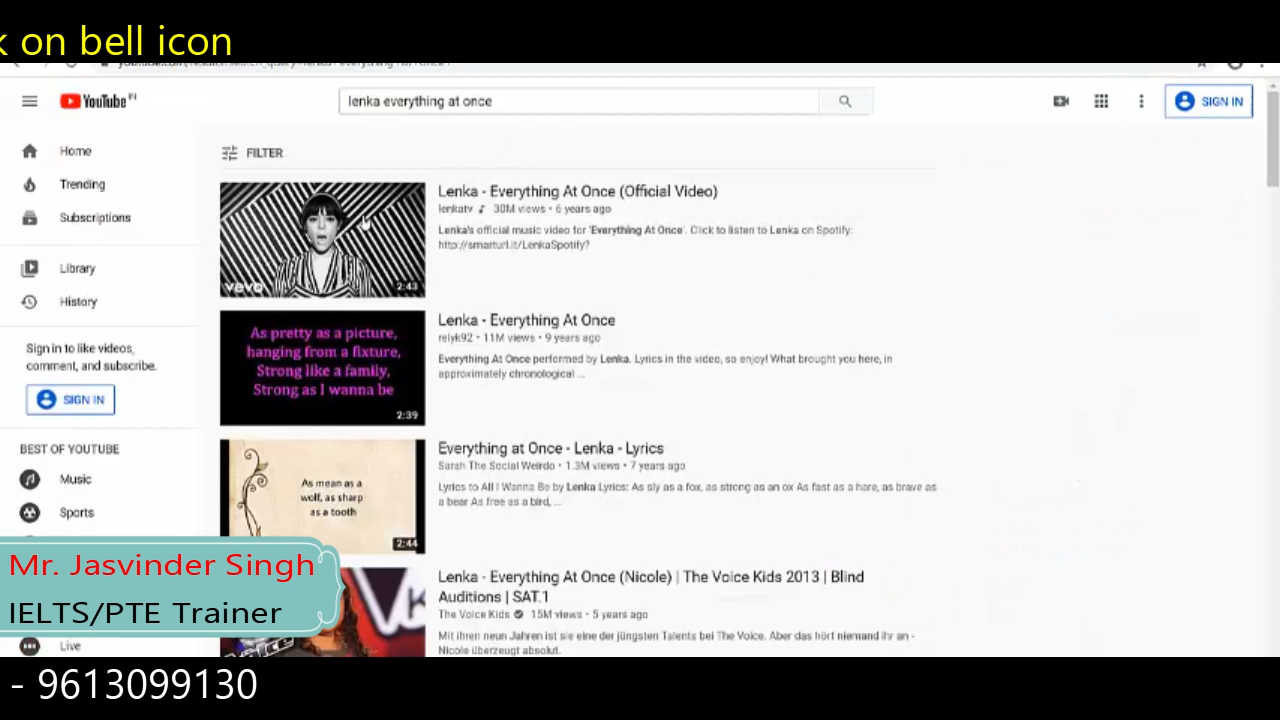 k on bell icon
YouTube IN
lenka everything at once
SIGN IN
Home
Trending
Subscriptions
Library
History
Sign in to like videos,
comment, and subscribe.
SIGN IN
BEST OF YOUTUBE
Music
Sports
Live
FILTER
Lenka - Everything At Once (Official Video)
lenkatv 30M views • 6 years ago
Lenka's official music video for 'Everything At Once'. Click to listen to Lenka on Spotify:
http://smarturl.it/LenkaSpotify?
vevo
2:43
Lenka - Everything At Once
relyk92 • 11M views • 9 years ago
Everything At Once performed by Lenka. Lyrics in the video, so enjoy! What brought you here, in
approximately chronological ...
As pretty as a picture,
hanging from a fixture,
Strong like a family,
Strong as I wanna be
2:39
Everything at Once - Lenka - Lyrics
Sarah The Social Weirdo • 1.3M views • 7 years ago
Lyrics to All I Wanna Be by Lenka Lyrics: As sly as a fox, as strong as an ox As fast as a hare, as brave as
a bear As free as a bird, ...
As mean as a
wolf, as sharp
as a tooth
2:44
Lenka - Everything At Once (Nicole) | The Voice Kids 2013 | Blind
Auditions | SAT.1
The Voice Kids 15M views • 5 years ago
Mit ihren neun Jahren ist sie eine der jüngsten Talents bei The Voice. Aber das hört niemand ihr an -
Nicole überzeugt absolut.
Mr. Jasvinder Singh
IELTS/PTE Trainer
- 9613099130